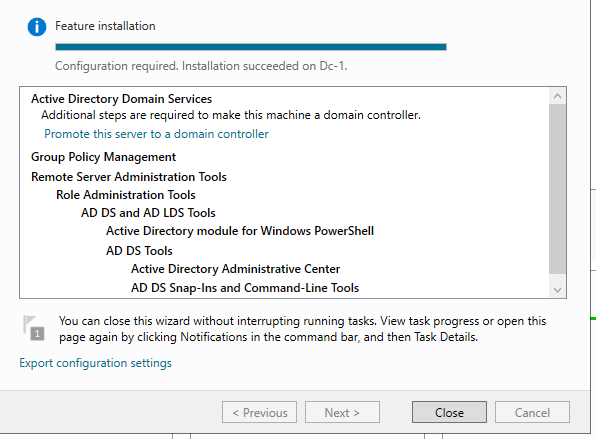 Feature installation
Configuration required. Installation succeeded on Dc-1.
Active Directory Domain Services
Additional steps are required to make this machine a domain controller.
Promote this server to a domain controller
Group Policy Management
Remote Server Administration Tools
Role Administration Tools
AD DS and AD LDS Tools
Active Directory module for Windows PowerShell
AD DS Tools
Active Directory Administrative Center
AD DS Snap-Ins and Command-Line Tools
1
You can close this wizard without interrupting running tasks. View task progress or open this
page again by clicking Notifications in the command bar, and then Task Details.
Export configuration settings
< Previous
Next >
Close
Cancel